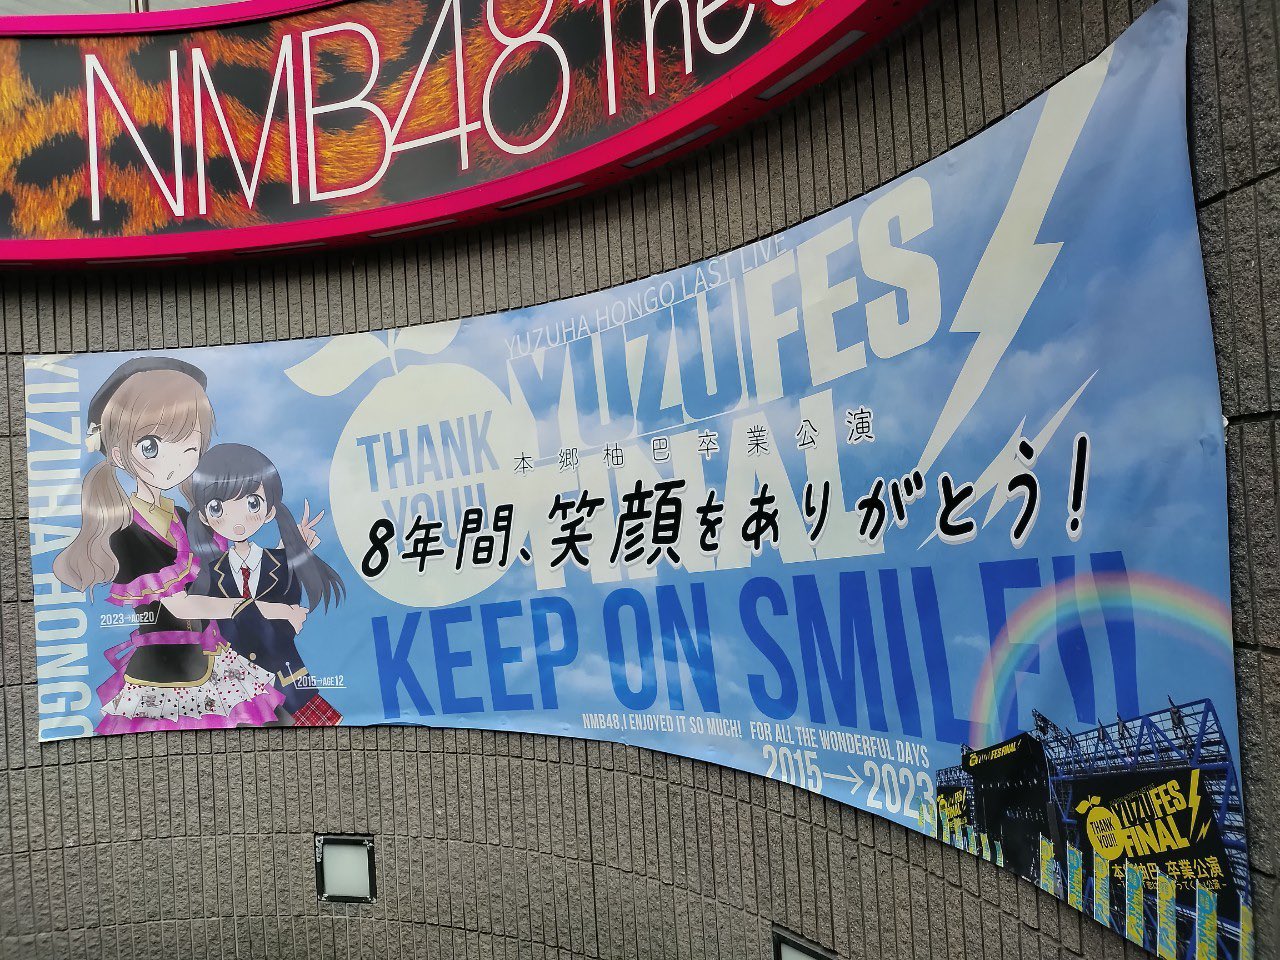 NMB48 The
YUZUHA HONGO
2023→AGE20
2015→AGE12
THANK
YOU!!
YUZUHA HONGO LAST LIVE
YUZUFES
FINAL
本郷柚巴卒業公演
8年間、笑顔をありがとう!
KEEP ON SMILE!!
NMB48,I ENJOYED IT SO MUCH! FOR ALL THE WONDERFUL DAYS
2015→2023
THANK
YOU!!
YUZUFES
FINAL
本郷柚巴 卒業公演